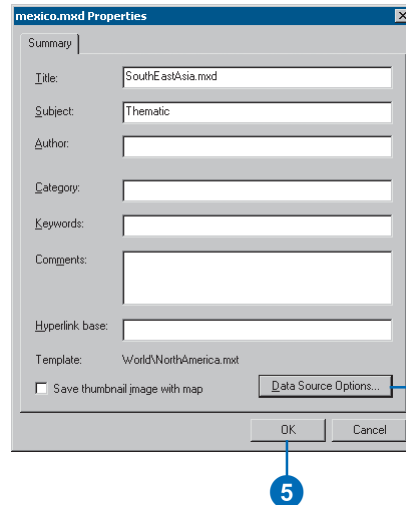 mexico.mxd Properties
Summary
Title: SouthEastAsia.mxd
Subject: Thematic
Author:
Category:
Keywords:
Comments:
Hyperlink base:
Template: World\NorthAmerica.mxt
Save thumbnail image with map
Data Source Options...
OK Cancel
5